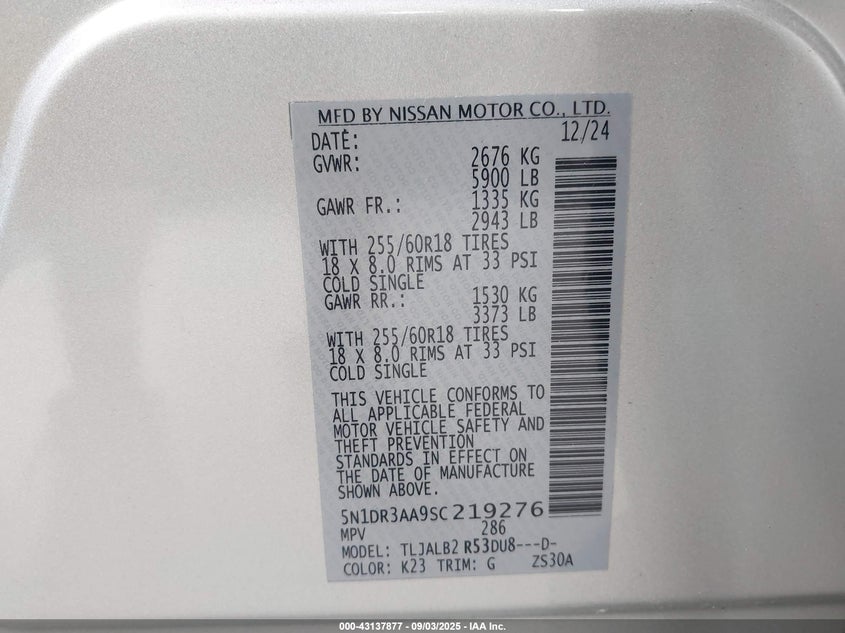 MFD BY NISSAN MOTOR CO., LTD.
DATE: 12/24
GVWR: 2676 KG
5900 LB
GAWR FR.: 1335 KG
2943 LB
WITH 255/60R18 TIRES
18 X 8.0 RIMS AT 33 PSI
COLD SINGLE
GAWR RR.: 1530 KG
3373 LB
WITH 255/60R18 TIRES
18 X 8.0 RIMS AT 33 PSI
COLD SINGLE
THIS VEHICLE CONFORMS TO
ALL APPLICABLE FEDERAL
MOTOR VEHICLE SAFETY AND
THEFT PREVENTION
STANDARDS IN EFFECT ON
THE DATE OF MANUFACTURE
SHOWN ABOVE.
5N1DR3AA9SC219276
MPV 286
MODEL: TLJALB2 R53DU8---D-
COLOR: K23 TRIM: G ZS30A
000-43137877 - 09/03/2025 - IAA Inc.